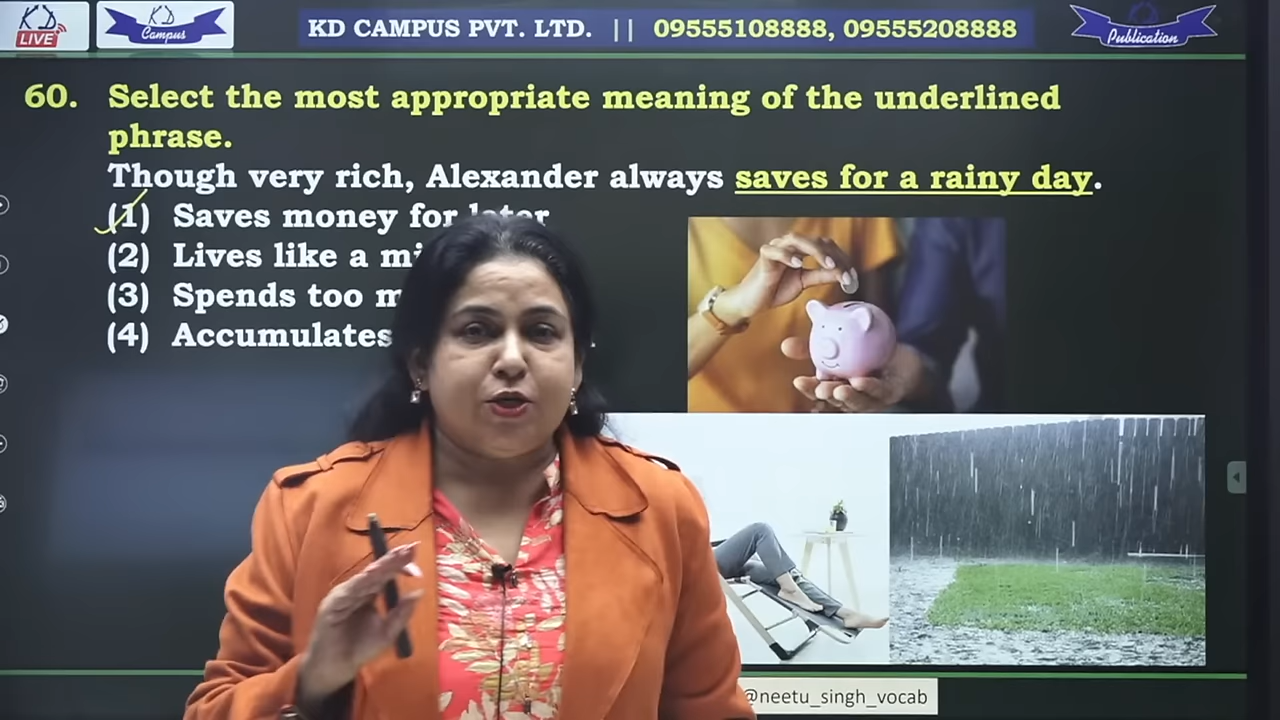 KD
LIVE
KD
Campus
KD CAMPUS PVT. LTD. || 09555108888, 09555208888
Publication
60. Select the most appropriate meaning of the underlined
phrase.
Though very rich, Alexander always saves for a rainy day.
(1) Saves money for later
(2) Lives like a
(3) Spends too
(4) Accumulates
@neetu_singh_vocab